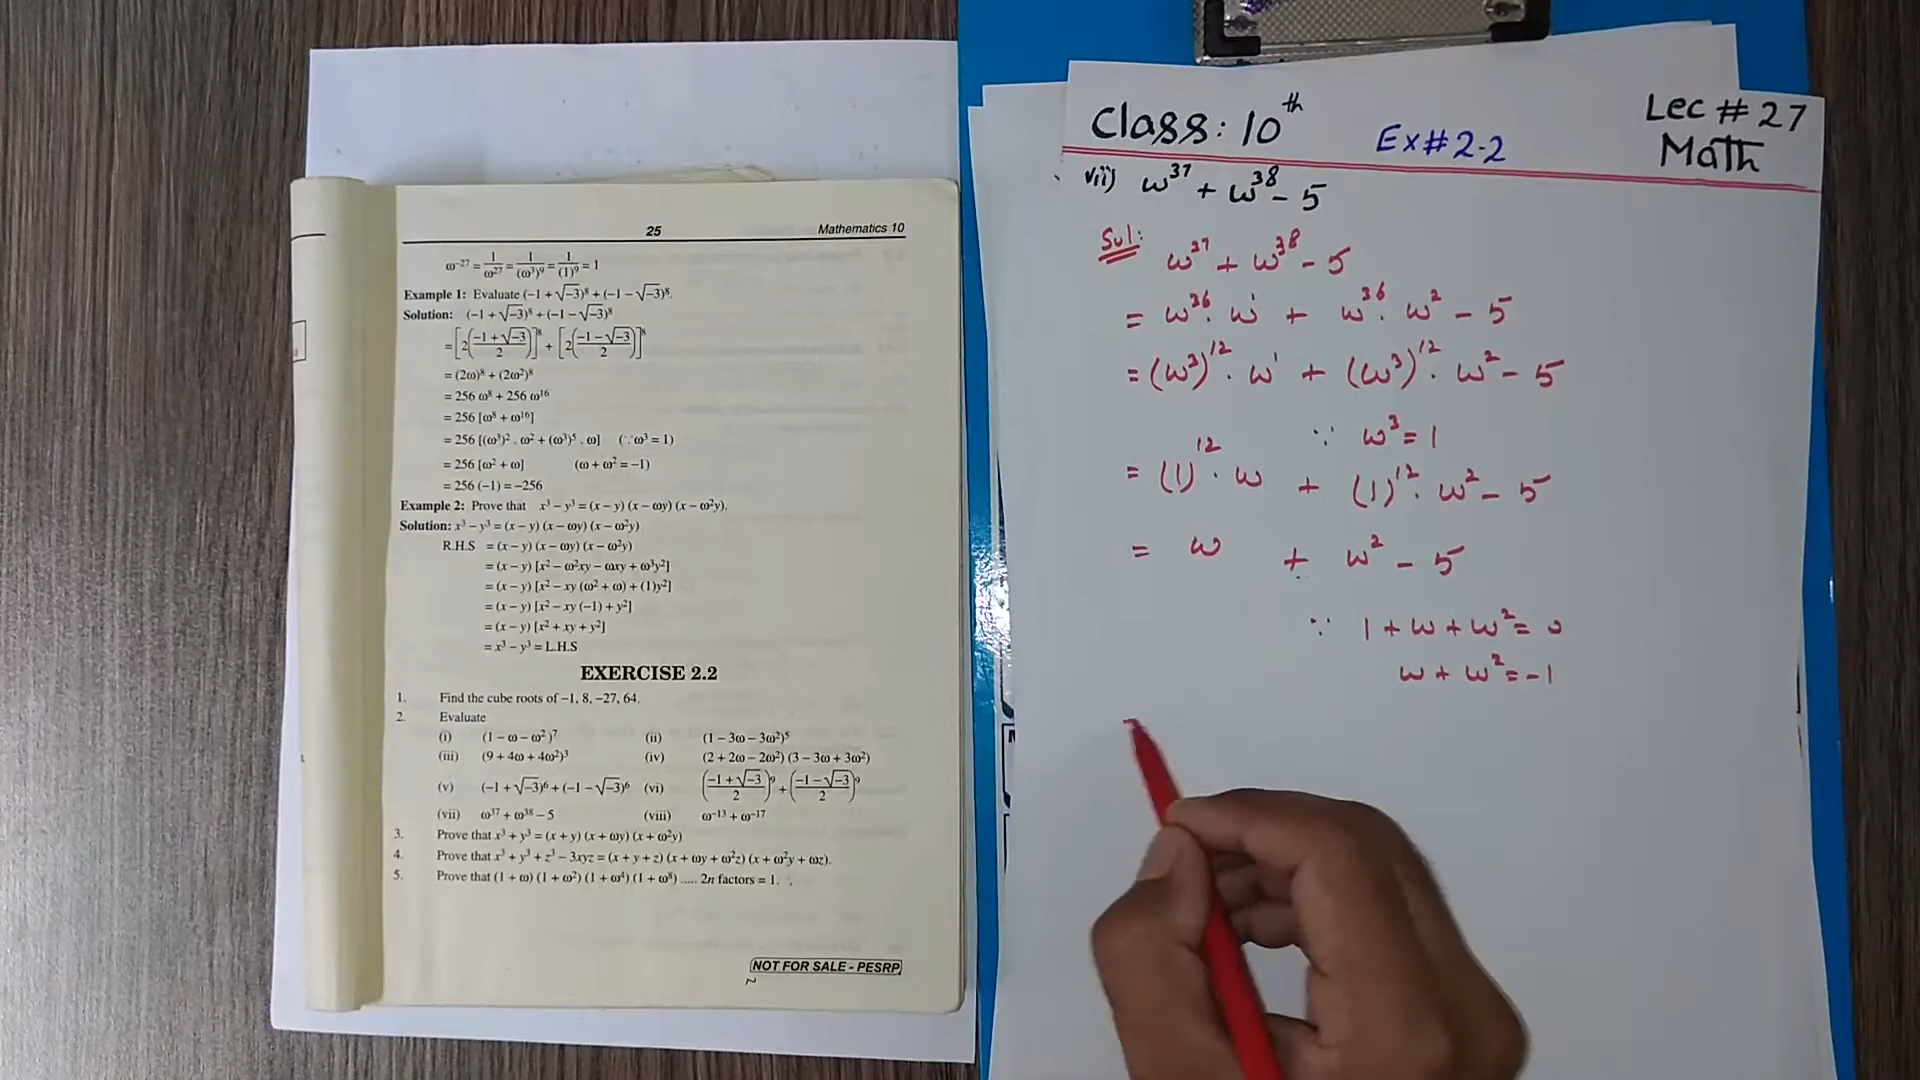 25 Mathematics 10
ω⁻²⁷ = 1/ω²⁷ = 1/(ω³)⁹ = 1/(1)⁹ = 1
Example 1: Evaluate (−1 + √−3)⁸ + (−1 − √−3)⁸.
Solution: (−1 + √−3)⁸ + (−1 − √−3)⁸
= [2((−1 + √−3)/2)]⁸ + [2((−1 − √−3)/2)]⁸
= (2ω)⁸ + (2ω²)⁸
= 256 ω⁸ + 256 ω¹⁶
= 256 [ω⁸ + ω¹⁶]
= 256 [(ω³)² . ω² + (ω³)⁵ . ω] (∵ω³ = 1)
= 256 [ω² + ω] (ω + ω² = −1)
= 256 (−1) = −256
Example 2: Prove that x³ − y³ = (x − y) (x − ωy) (x − ω²y).
Solution: x³ − y³ = (x − y) (x − ωy) (x − ω²y)
R.H.S = (x − y) (x − ωy) (x − ω²y)
= (x − y) [x² − ω²xy − ωxy + ω³y²]
= (x − y) [x² − xy (ω² + ω) + (1)y²]
= (x − y) [x² − xy (−1) + y²]
= (x − y) [x² + xy + y²]
= x³ − y³ = L.H.S
EXERCISE 2.2
1. Find the cube roots of −1, 8, −27, 64.
2. Evaluate
(i) (1 − ω − ω²)⁷ (ii) (1 − 3ω − 3ω²)⁵
(iii) (9 + 4ω + 4ω²)³ (iv) (2 + 2ω − 2ω²) (3 − 3ω + 3ω²)
(v) (−1 + √−3)⁶ + (−1 − √−3)⁶ (vi) ((−1 + √−3)/2)⁹ + ((−1 − √−3)/2)⁹
(vii) ω³⁷ + ω³⁸ − 5 (viii) ω⁻¹³ + ω⁻¹⁷
3. Prove that x³ + y³ = (x + y) (x + ωy) (x + ω²y)
4. Prove that x³ + y³ + z³ − 3xyz = (x + y + z) (x + ωy + ω²z) (x + ω²y + ωz).
5. Prove that (1 + ω) (1 + ω²) (1 + ω⁴) (1 + ω⁸) ..... 2n factors = 1.
NOT FOR SALE - PESRP
Class: 10th Ex# 2.2 Lec # 27
Math
vii) ω³⁷ + ω³⁸ − 5
Sol: ω³⁷ + ω³⁸ − 5
= ω³⁶ · ω¹ + ω³⁶ · ω² − 5
= (ω³)¹² · ω¹ + (ω³)¹² · ω² − 5
∵ ω³ = 1
= (1)¹² · ω + (1)¹² · ω² − 5
= ω + ω² − 5
∵ 1 + ω + ω² = 0
ω + ω² = −1